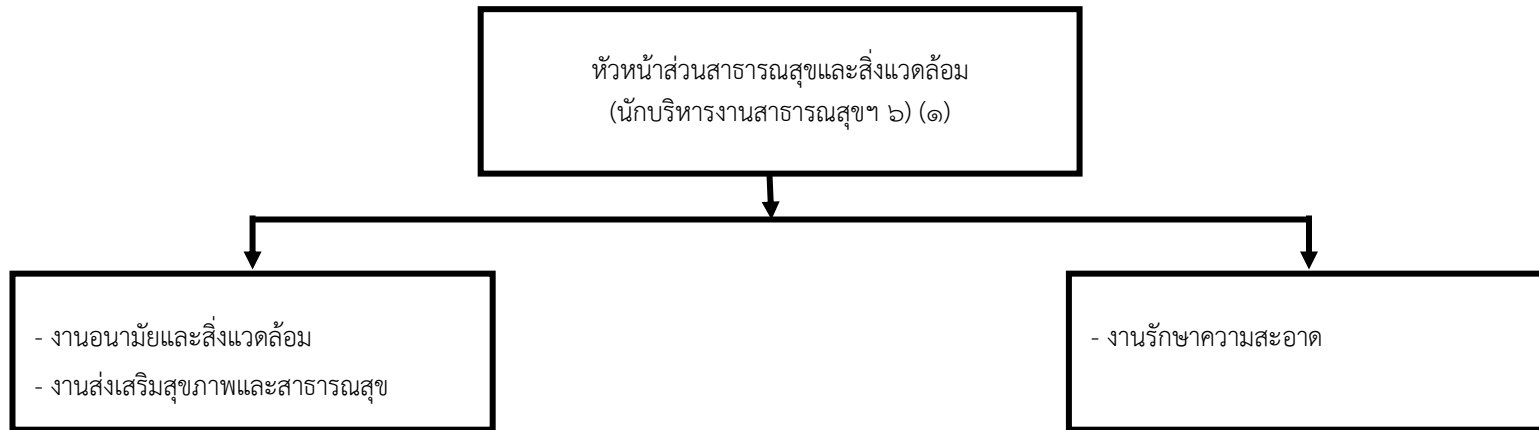 หัวหน้าส่วนสาธารณสุขและสิ่งแวดล้อม
(นักบริหารงานสาธารณสุขฯ ๖) (๑)
- งานอนามัยและสิ่งแวดล้อม
- งานส่งเสริมสุขภาพและสาธารณสุข
- งานรักษาความสะอาด